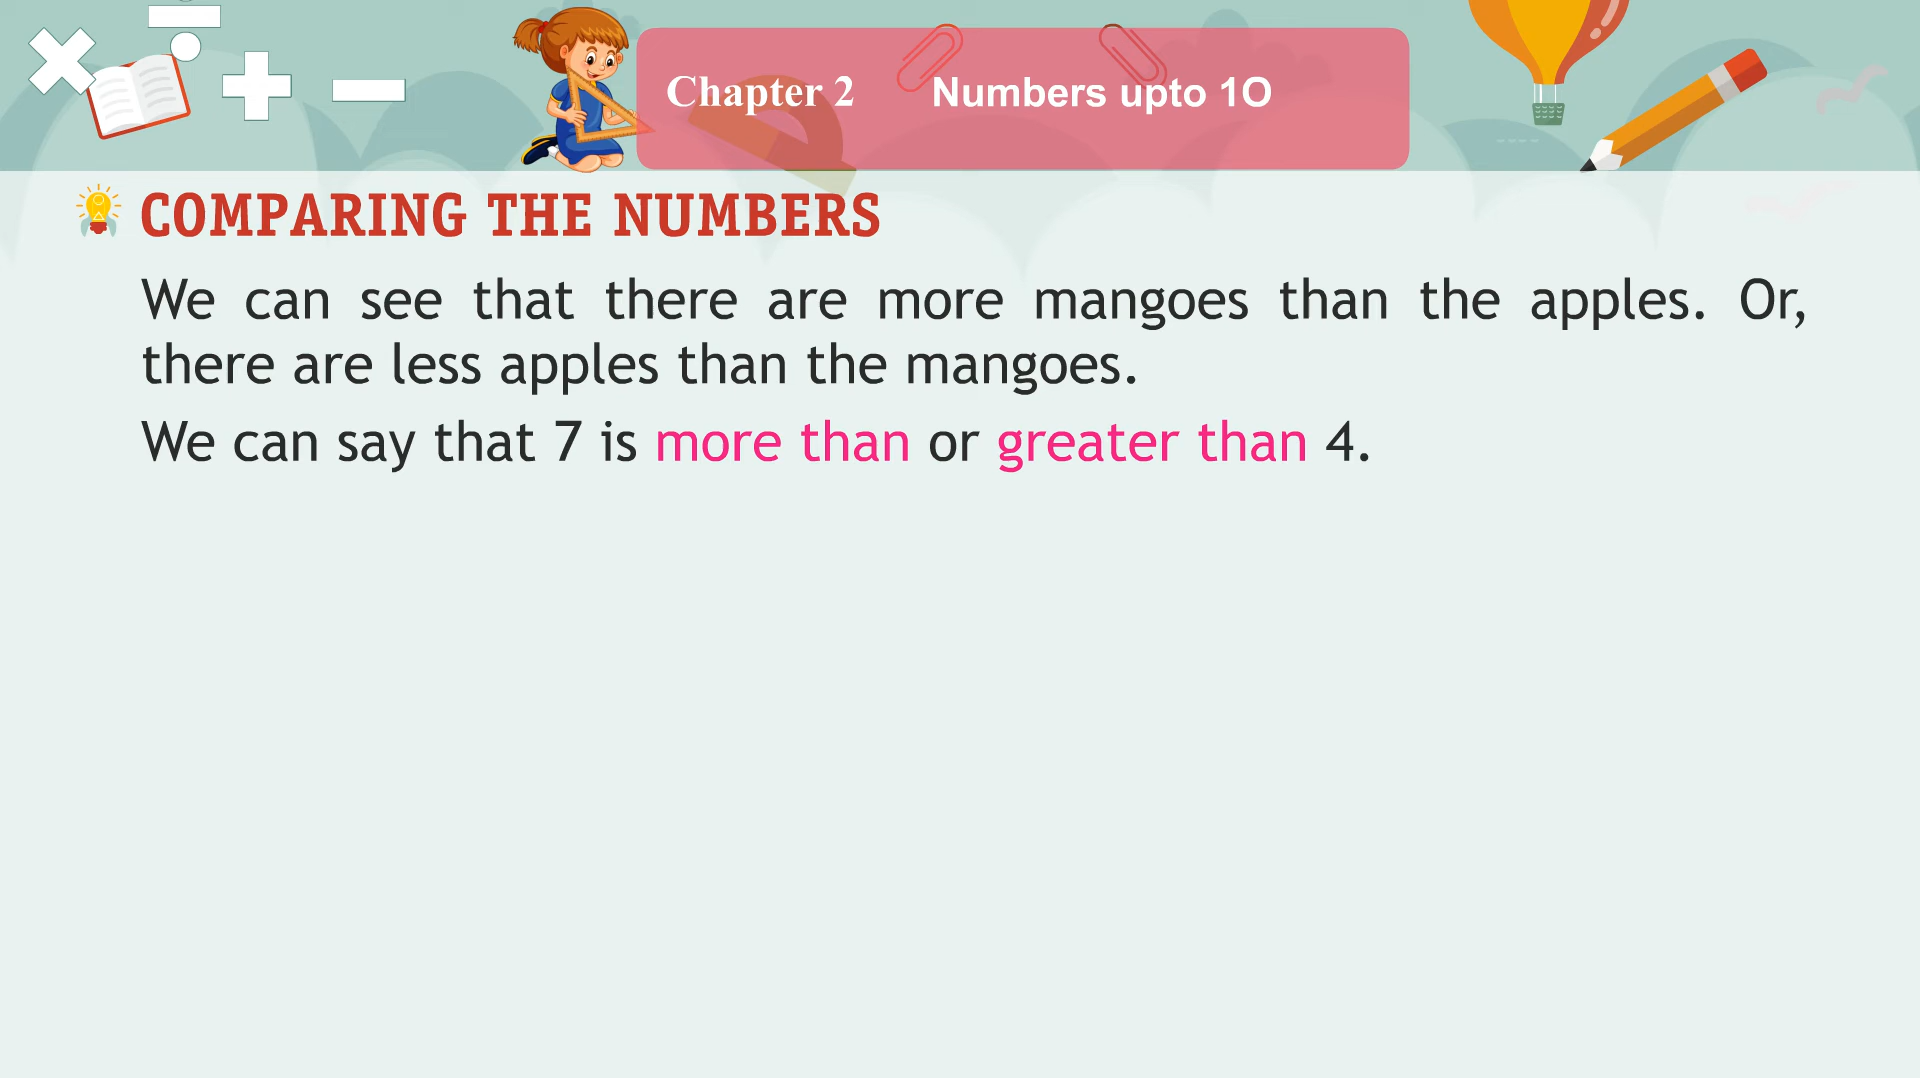 Chapter 2 Numbers upto 1O
COMPARING THE NUMBERS
We can see that there are more mangoes than the apples. Or,
there are less apples than the mangoes.
We can say that 7 is more than or greater than 4.